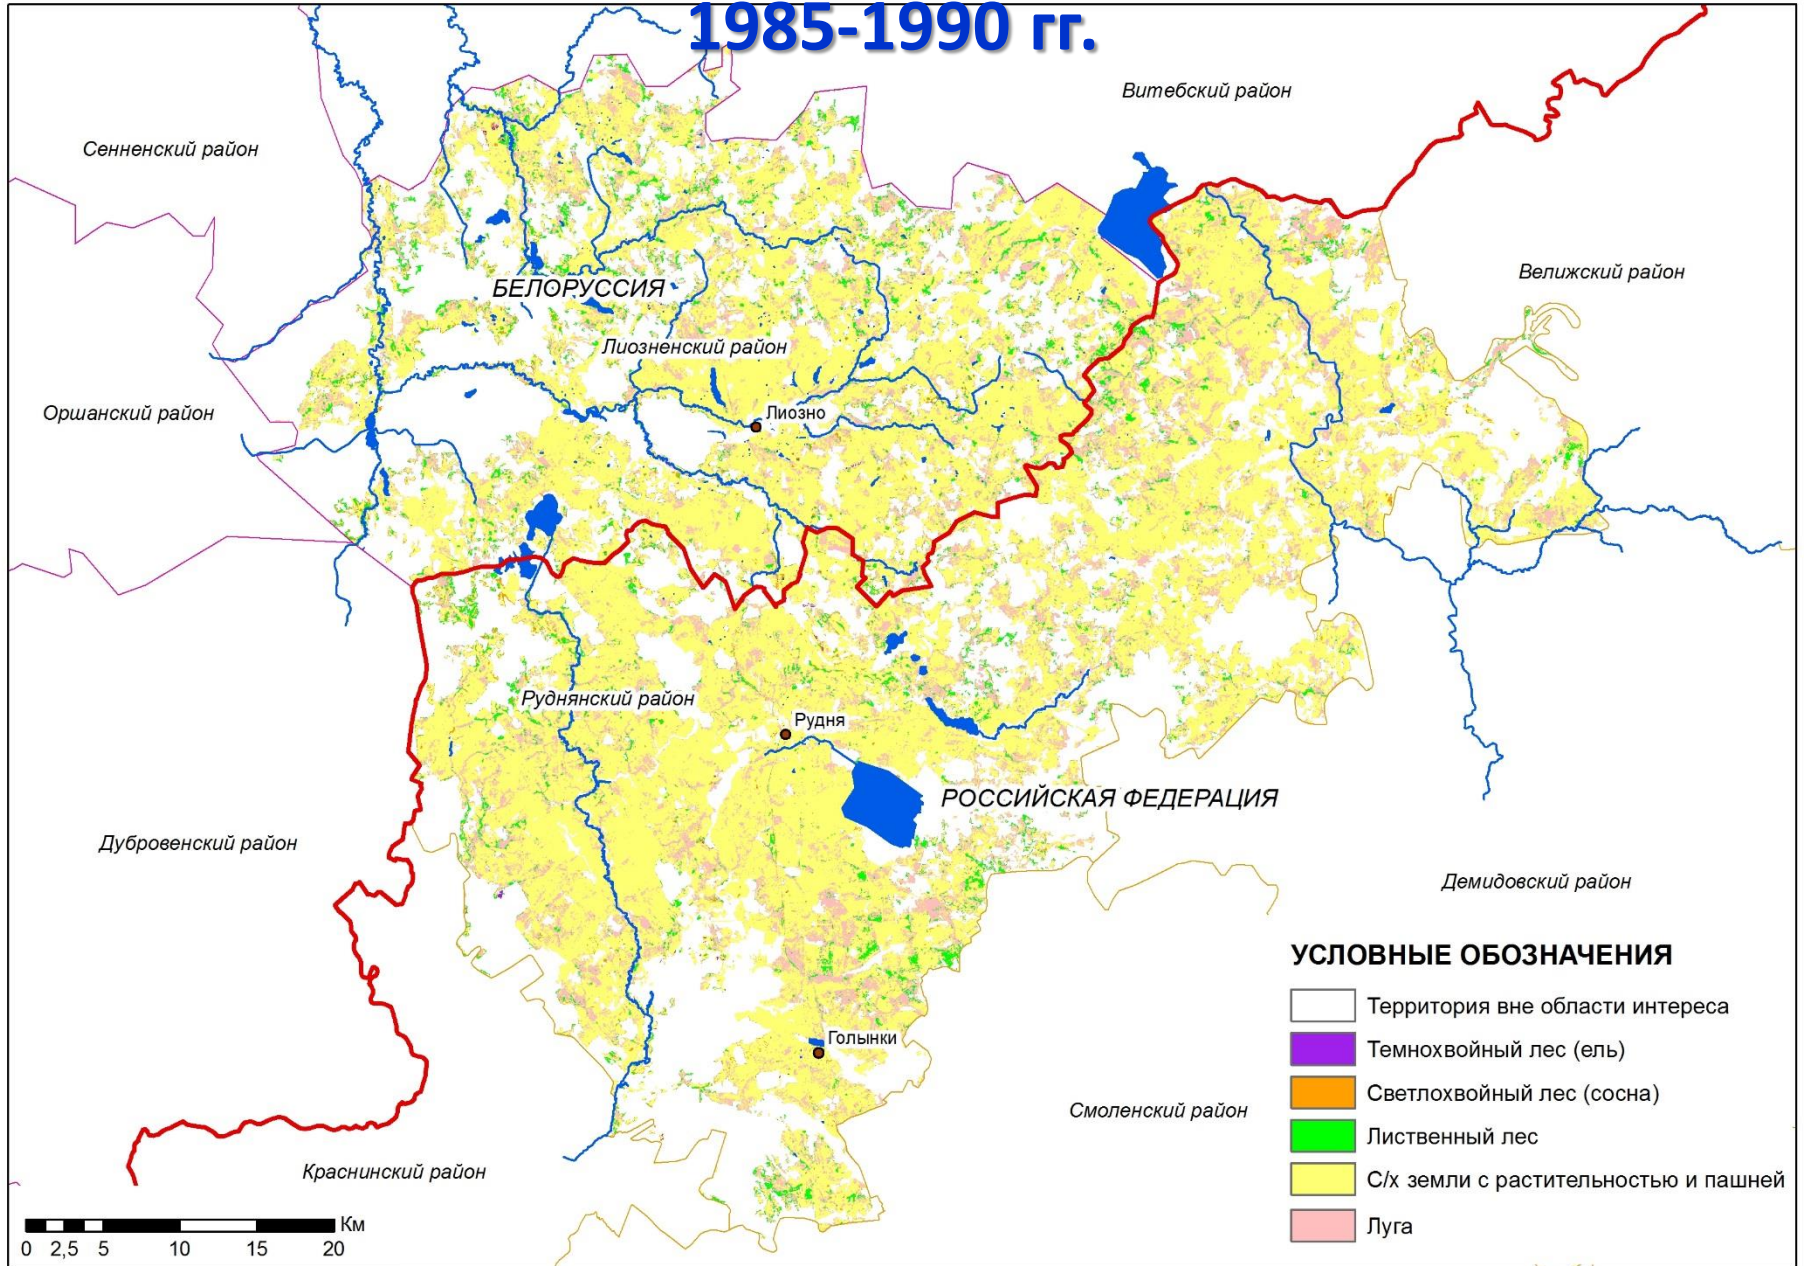 1985-1990 гг.
Витебский район
Сенненский район
Велижский район
БЕЛОРУССИЯ
Лиозненский район
Оршанский район
Лиозно
Руднянский район
Рудня
РОССИЙСКАЯ ФЕДЕРАЦИЯ
Дубровенский район
Демидовский район
Голынки
Смоленский район
Краснинский район
УСЛОВНЫЕ ОБОЗНАЧЕНИЯ
Территория вне области интереса
Темнохвойный лес (ель)
Светлохвойный лес (сосна)
Лиственный лес
С/х земли с растительностью и пашней
Луга
Км
0 2,5 5 10 15 20